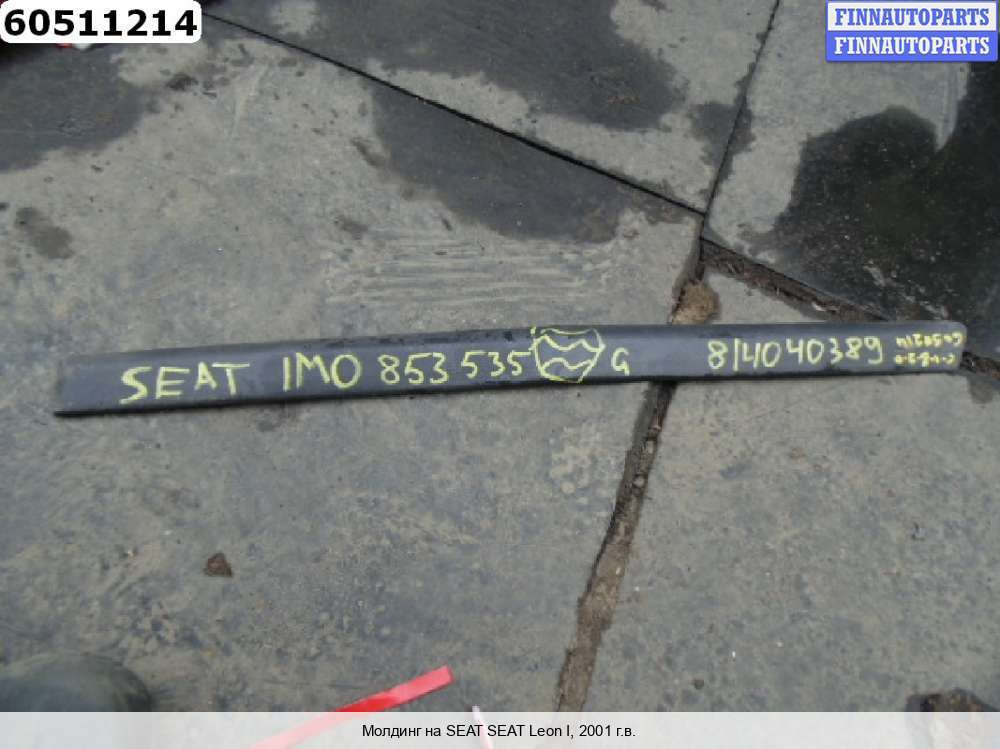 60511214
FINNAUTOPARTS
FINNAUTOPARTS
SEAT 1M0 853 535 G 814040389
Молдинг на SEAT SEAT Leon I, 2001 г.в.